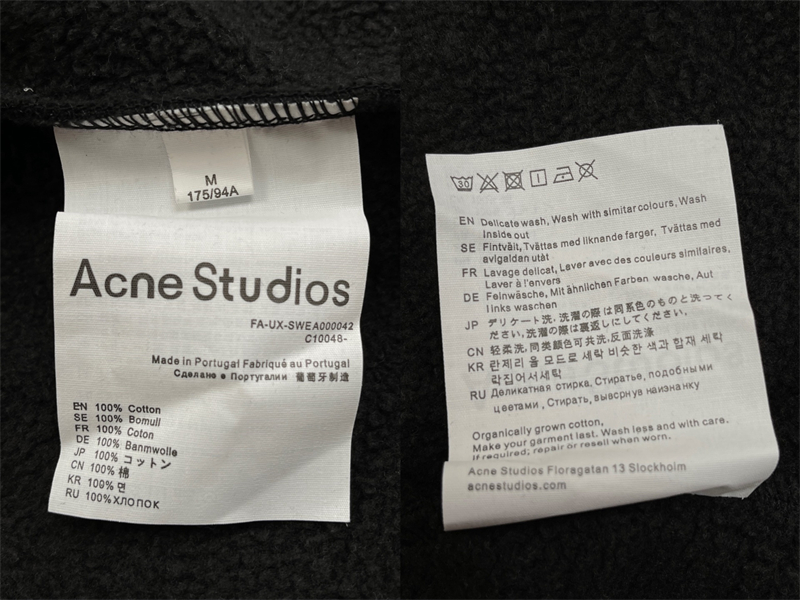 M
175/94A
Acne Studios
FA-UX-SWEA000042
C10048-
Made in Portugal Fabriqué au Portugal
Сделано в Португалии 葡萄牙制造
EN 100% Cotton
SE 100% Bomull
FR 100% Coton
DE 100% Banmwolle
JP 100% コットン
CN 100% 棉
KR 100% 면
RU 100% ХЛОПОК
30
EN Delicate wash, Wash with simitar colours, Wash
Inside out
SE Fintväit, Tvättas med liknande farger, Tvättas med
avigaldan utåt
FR Lavage delicat, Laver avec des couleurs similaires,
Laver à l'envers
DE Feinwäsche, Mit ähnlichen Farben wasche, Aut
links waschen
JP デリケート洗, 洗濯の際は同系色のものと洗ってく
ださい, 洗濯の際は裏返しにしてください.
CN 轻柔洗, 同类颜色可共洗, 反面洗涤
KR 란제리 울 모드로 세탁 비슷한 색과 합재 세탁
락집어서세탁
RU Деликатная стирка. Стиратье, подобными
цветами, Стирать, вывсрнув наизнанку
Organically grown cotton,
Make your garment last. Wash less and with care.
if required; repair or resell when worn.
Acne Studios Floragatan 13 Slockholm
acnestudios.com